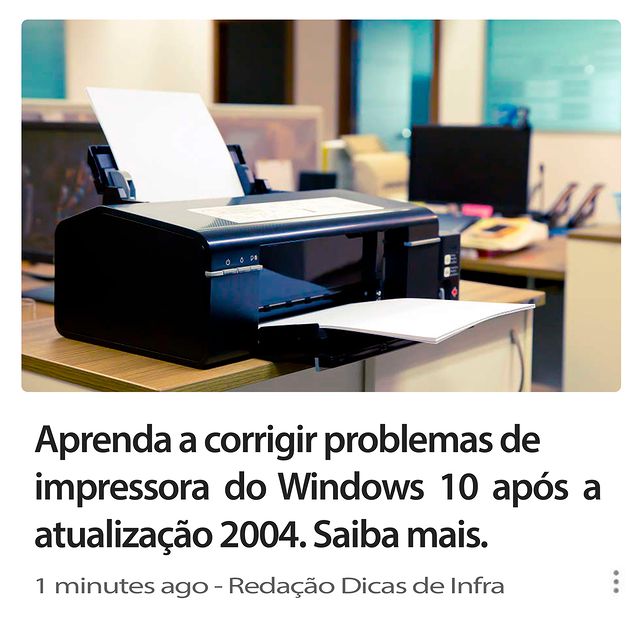 Aprenda a corrigir problemas de
impressora do Windows 10 após a
atualização 2004. Saiba mais.
1 minutes ago - Redação Dicas de Infra